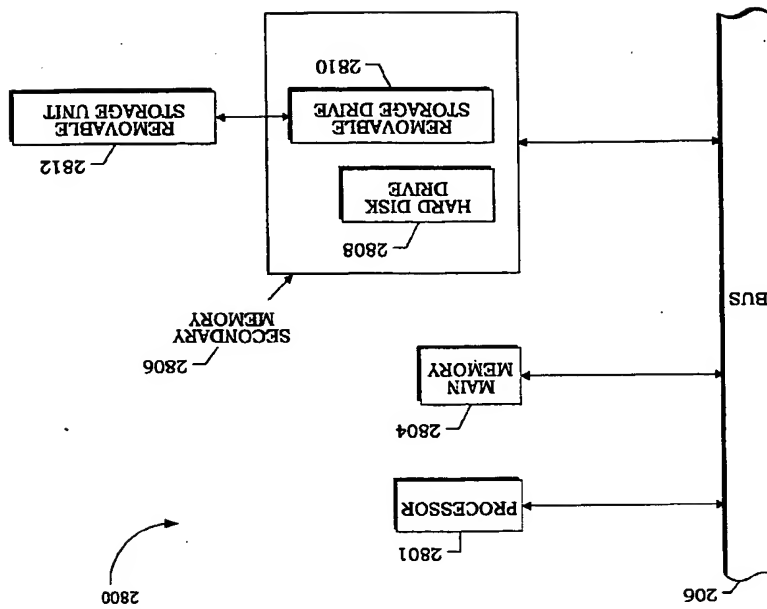 206
2800
2801
PROCESSOR
2804
MAIN
MEMORY
BUS
2806
SECCONDARY
MEMORY
2808
HARD DISK
DRIVE
2810
REMOVABLE
STORAGE DRIVE
2812
REMOVABLE
STORAGE UNIT